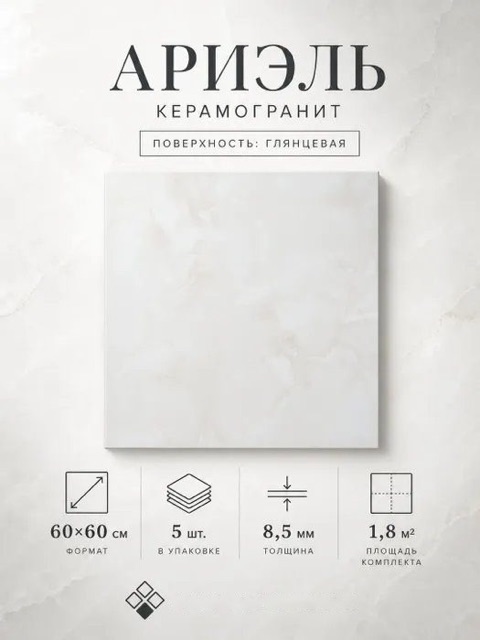 АРИЭЛЬ
КЕРАМОГРАНИТ
ПОВЕРХНОСТЬ: ГЛЯНЦЕВАЯ
60×60 см
ФОРМАТ
5 шт.
В УПАКОВКЕ
8,5 мм
ТОЛЩИНА
1,8 м²
ПЛОЩАДЬ
КОМПЛЕКТА